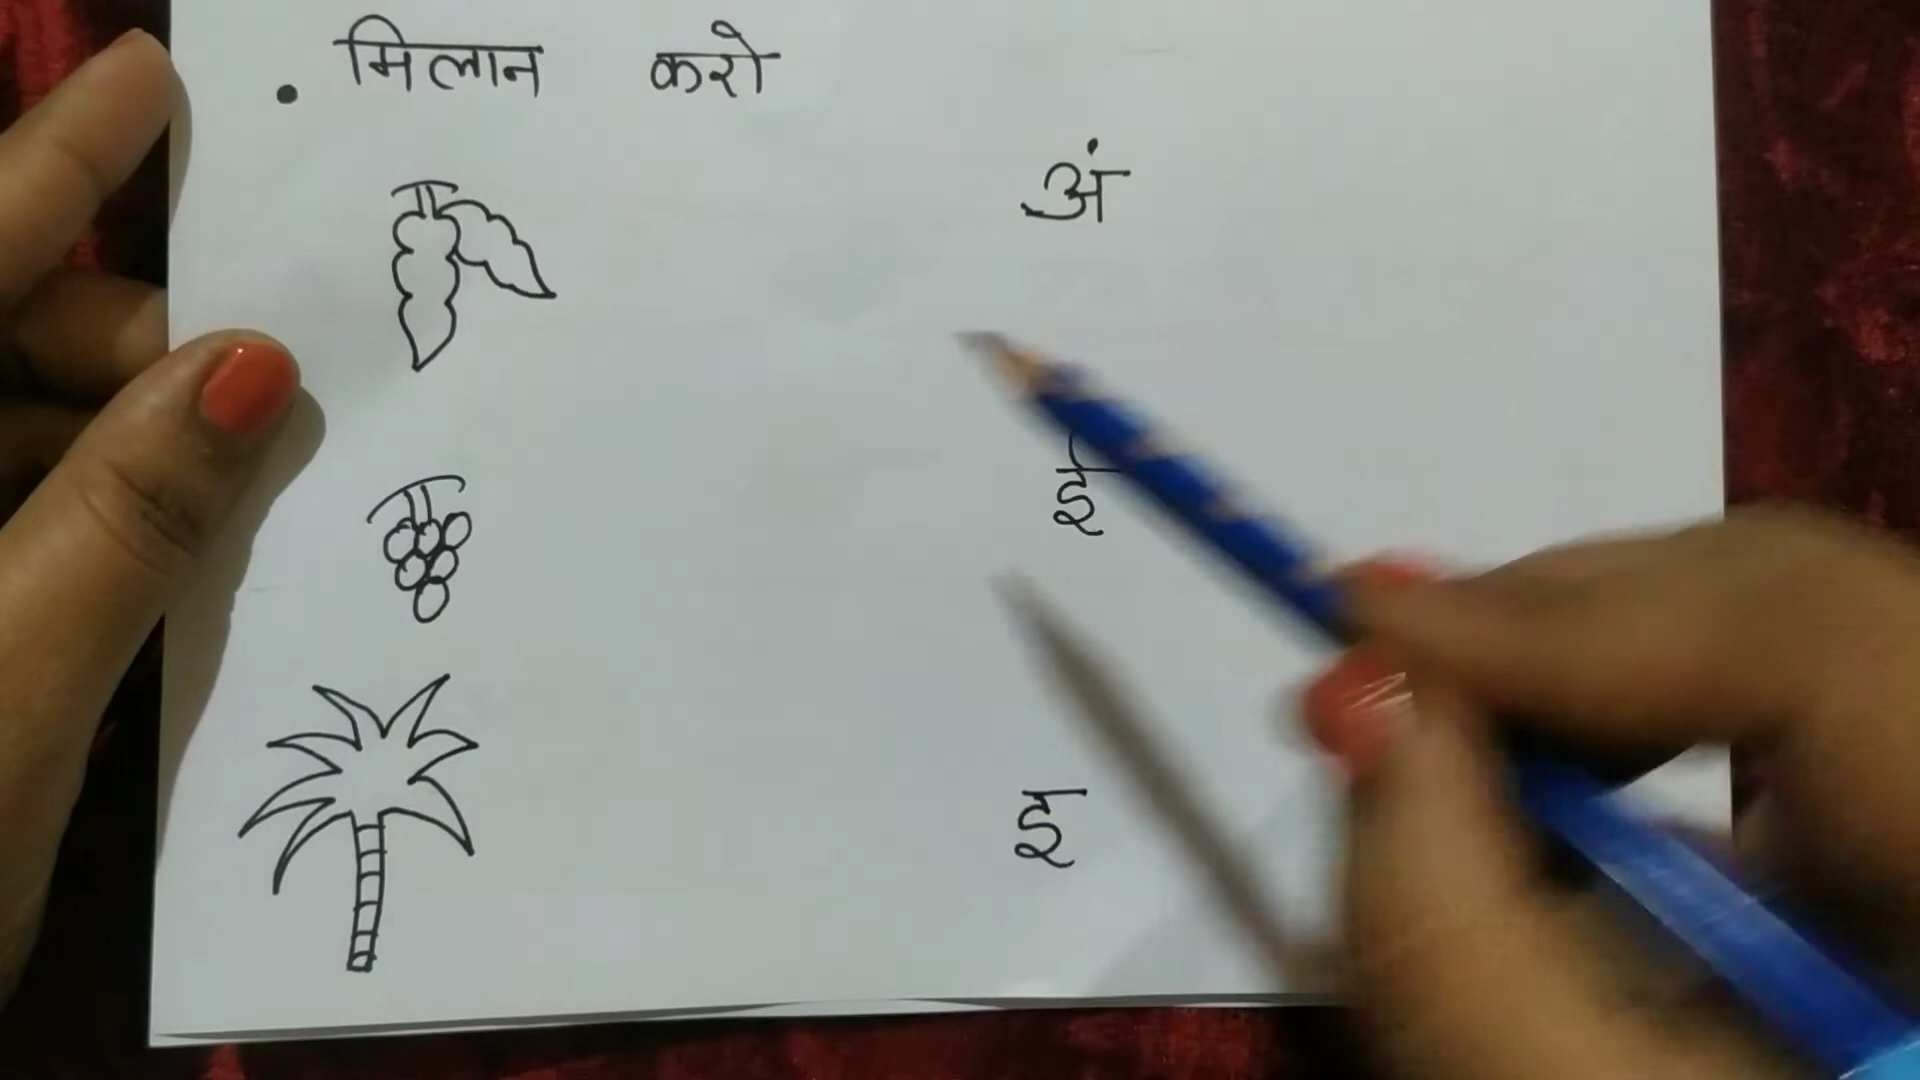 . मिलान करो
अं
ई
इ